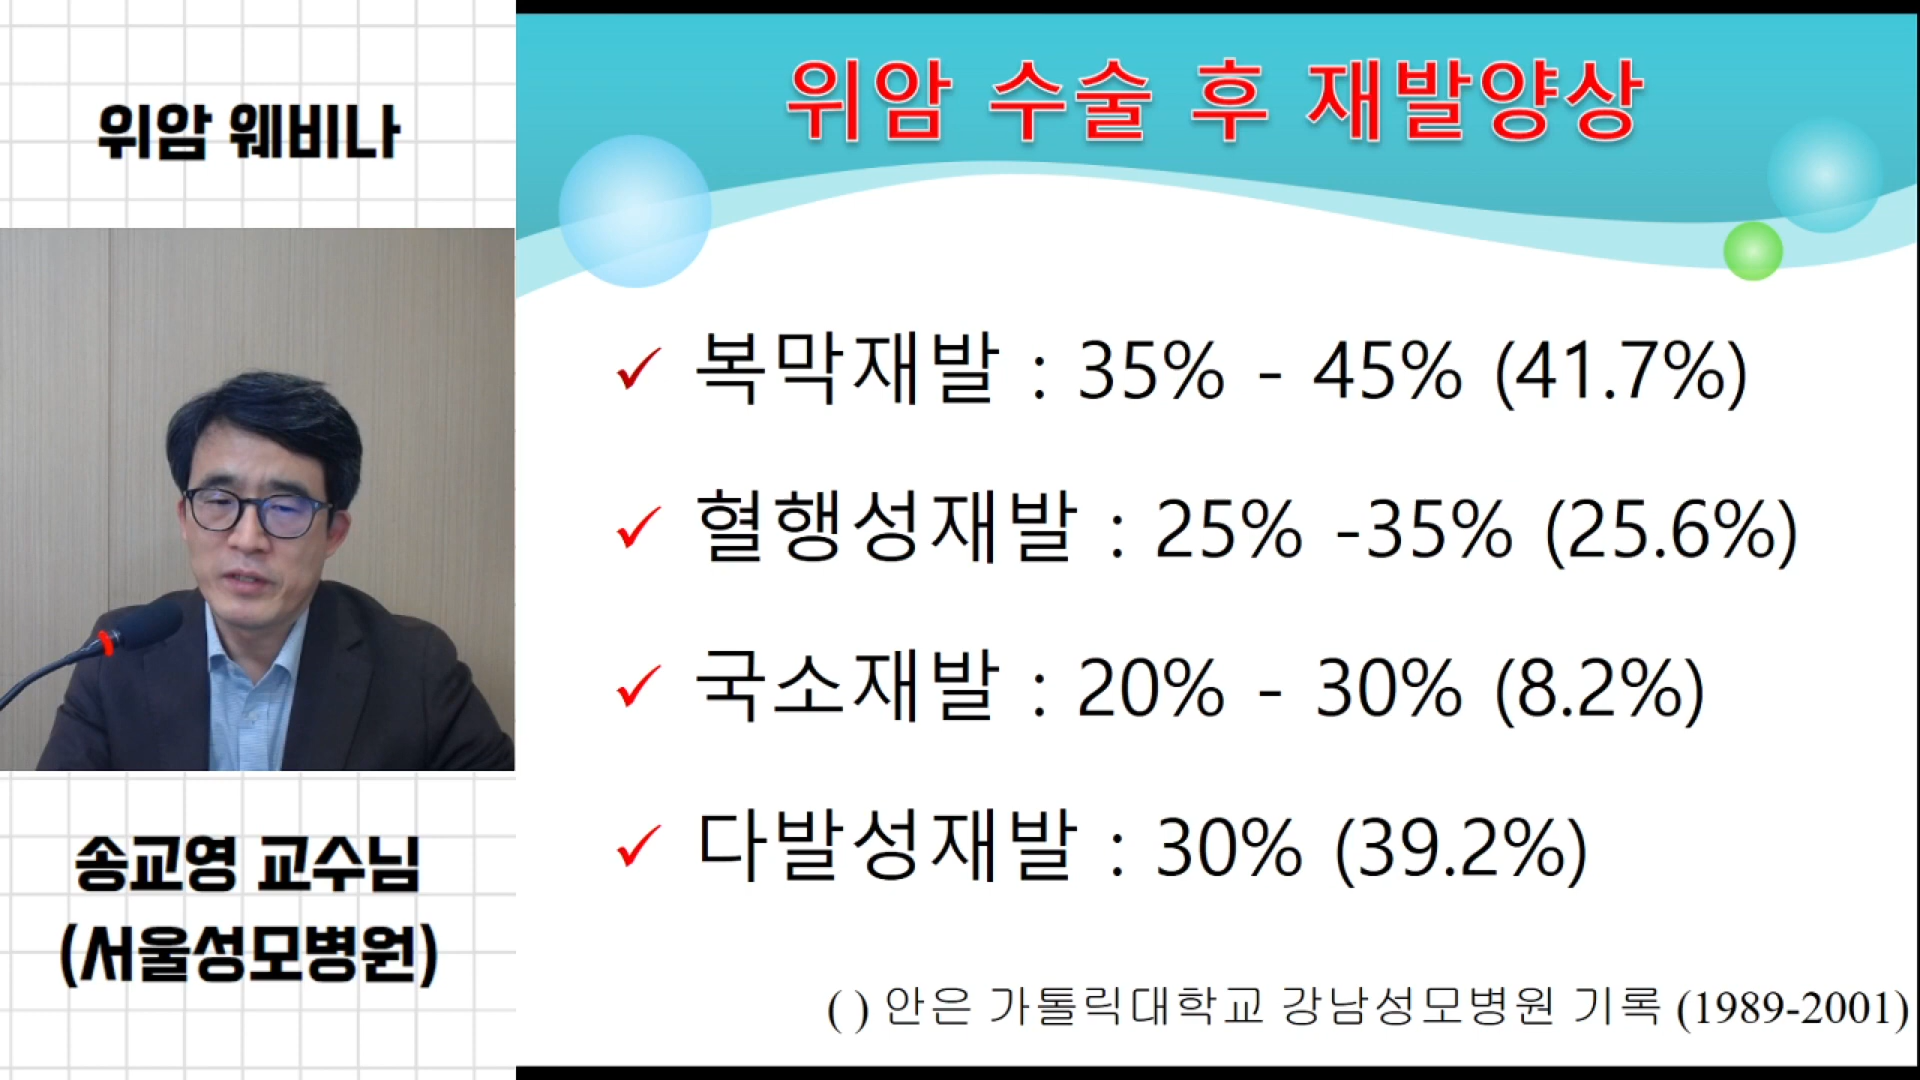 위암 웨비나
송교영 교수님
(서울성모병원)
위암 수술 후 재발양상
✓ 복막재발 : 35% - 45% (41.7%)
✓ 혈행성재발 : 25% -35% (25.6%)
✓ 국소재발 : 20% - 30% (8.2%)
✓ 다발성재발 : 30% (39.2%)
( ) 안은 가톨릭대학교 강남성모병원 기록 (1989-2001)